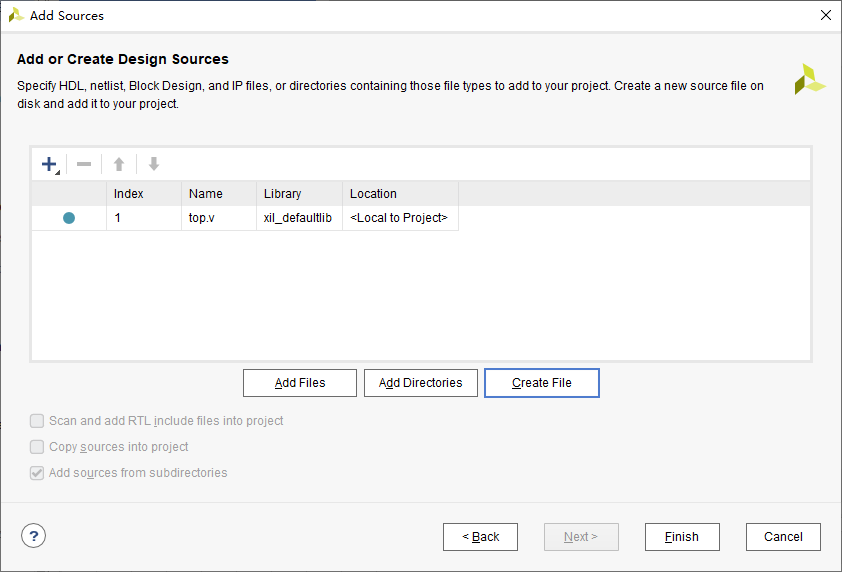 Add Sources
Add or Create Design Sources
Specify HDL, netlist, Block Design, and IP files, or directories containing those file types to add to your project. Create a new source file on
disk and add it to your project.
Index Name Library Location
1 top.v xil_defaultlib <Local to Project>
Add Files Add Directories Create File
Scan and add RTL include files into project
Copy sources into project
Add sources from subdirectories
? < Back Next > Finish Cancel